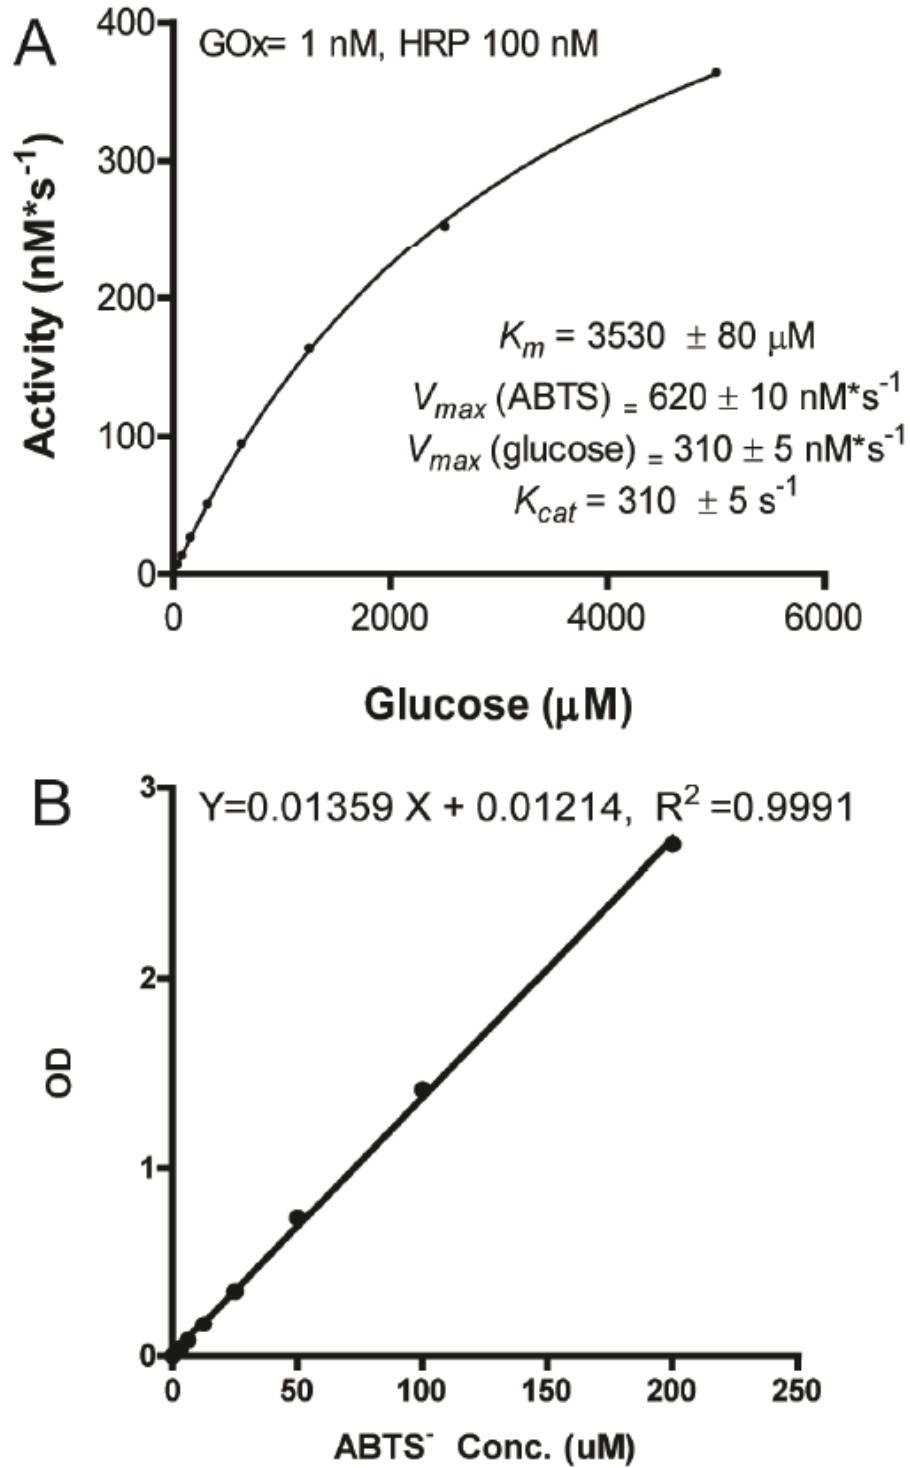 A
GOx= 1 nM, HRP 100 nM
400
300
200
100
0
Activity (nM*s⁻¹)
Kₘ = 3530 ± 80 μM
Vₘₐₓ (ABTS) = 620 ± 10 nM*s⁻¹
Vₘₐₓ (glucose) = 310 ± 5 nM*s⁻¹
K_cat = 310 ± 5 s⁻¹
0 2000 4000 6000
Glucose (μM)
B
Y=0.01359 X + 0.01214, R² =0.9991
3
2
1
0
OD
0 50 100 150 200 250
ABTS⁻ Conc. (uM)